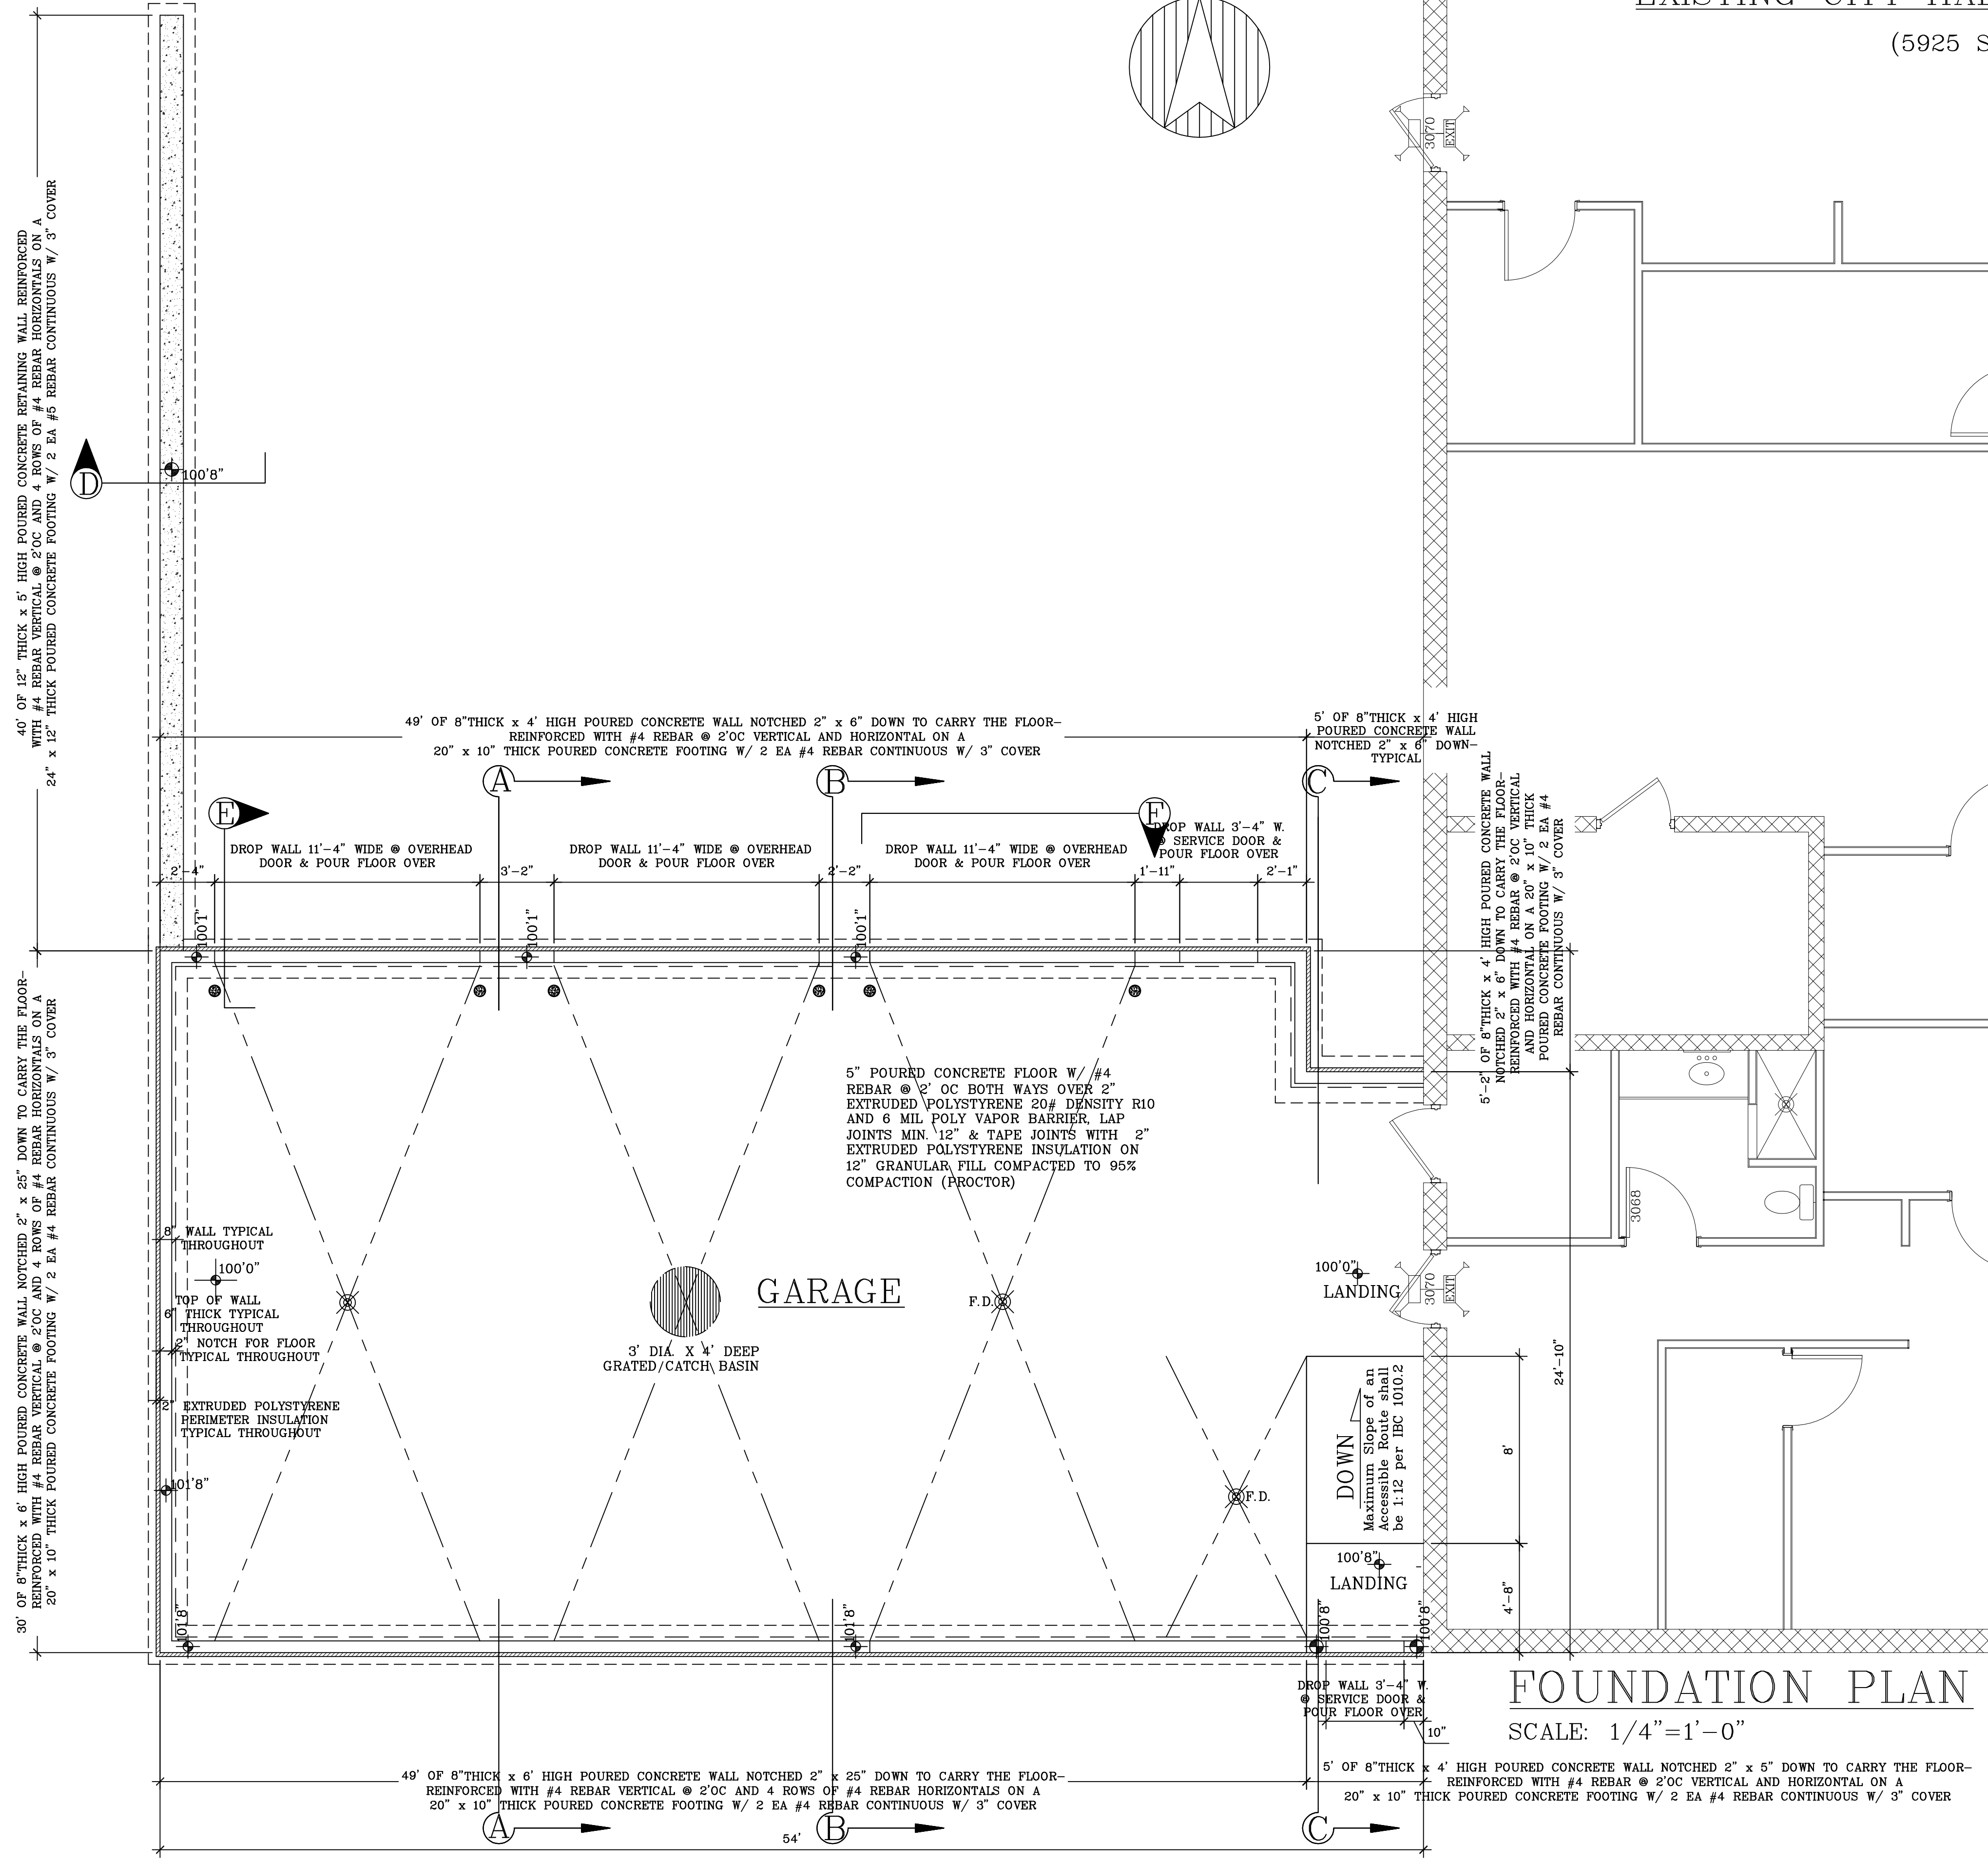 (5925 S
3070
EXIT
40' OF 12" THICK x 5' HIGH POURED CONCRETE RETAINING WALL REINFORCED
WITH #4 REBAR VERTICAL @ 2'OC AND 4 ROWS OF #4 REBAR HORIZONTALS ON A
24" x 12" THICK POURED CONCRETE FOOTING W/ 2 EA #5 REBAR CONTINUOUS W/ 3" COVER
D
100'8"
49' OF 8"THICK x 4' HIGH POURED CONCRETE WALL NOTCHED 2" x 6" DOWN TO CARRY THE FLOOR-
REINFORCED WITH #4 REBAR @ 2'OC VERTICAL AND HORIZONTAL ON A
20" x 10" THICK POURED CONCRETE FOOTING W/ 2 EA #4 REBAR CONTINUOUS W/ 3" COVER
5' OF 8"THICK x 4' HIGH
POURED CONCRETE WALL
NOTCHED 2" x 6" DOWN-
TYPICAL
A
B
C
E
F
DROP WALL 11'-4" WIDE @ OVERHEAD
DOOR & POUR FLOOR OVER
DROP WALL 11'-4" WIDE @ OVERHEAD
DOOR & POUR FLOOR OVER
DROP WALL 11'-4" WIDE @ OVERHEAD
DOOR & POUR FLOOR OVER
DROP WALL 3'-4" W.
@ SERVICE DOOR &
POUR FLOOR OVER
2'-4"
3'-2"
2'-2"
1'-11"
2'-1"
100'1"
100'1"
100'1"
5'-2" OF 8"THICK x 4' HIGH POURED CONCRETE WALL
NOTCHED 2" x 6" DOWN TO CARRY THE FLOOR-
REINFORCED WITH #4 REBAR @ 2'OC VERTICAL
AND HORIZONTAL ON A 20" x 10" THICK
POURED CONCRETE FOOTING W/ 2 EA #4
REBAR CONTINUOUS W/ 3" COVER
30' OF 8"THICK x 6' HIGH POURED CONCRETE WALL NOTCHED 2" x 25" DOWN TO CARRY THE FLOOR-
REINFORCED WITH #4 REBAR VERTICAL @ 2'OC AND 4 ROWS OF #4 REBAR HORIZONTALS ON A
20" x 10" THICK POURED CONCRETE FOOTING W/ 2 EA #4 REBAR CONTINUOUS W/ 3" COVER
5" POURED CONCRETE FLOOR W/ #4
REBAR @ 2' OC BOTH WAYS OVER 2"
EXTRUDED POLYSTYRENE 20# DENSITY R10
AND 6 MIL POLY VAPOR BARRIER, LAP
JOINTS MIN. 12" & TAPE JOINTS WITH 2"
EXTRUDED POLYSTYRENE INSULATION ON
12" GRANULAR FILL COMPACTED TO 95%
COMPACTION (PROCTOR)
3068
8" WALL TYPICAL
THROUGHOUT
100'0"
TOP OF WALL
6" THICK TYPICAL
THROUGHOUT
2" NOTCH FOR FLOOR
TYPICAL THROUGHOUT
2" EXTRUDED POLYSTYRENE
PERIMETER INSULATION
TYPICAL THROUGHOUT
101'8"
GARAGE
F.D.
3' DIA. X 4' DEEP
GRATED/CATCH BASIN
100'0"
LANDING
3070
EXIT
24'-10"
DOWN
Maximum Slope of an
Accessible Route shall
be 1:12 per IBC 1010.2
8'
F.D.
100'8"
LANDING
4'-8"
101'8"
101'8"
100'8"
100'8"
DROP WALL 3'-4" W.
@ SERVICE DOOR &
POUR FLOOR OVER
10"
FOUNDATION PLAN
SCALE: 1/4"=1'-0"
49' OF 8"THICK x 6' HIGH POURED CONCRETE WALL NOTCHED 2" x 25" DOWN TO CARRY THE FLOOR-
REINFORCED WITH #4 REBAR VERTICAL @ 2'OC AND 4 ROWS OF #4 REBAR HORIZONTALS ON A
20" x 10" THICK POURED CONCRETE FOOTING W/ 2 EA #4 REBAR CONTINUOUS W/ 3" COVER
5' OF 8"THICK x 4' HIGH POURED CONCRETE WALL NOTCHED 2" x 5" DOWN TO CARRY THE FLOOR-
REINFORCED WITH #4 REBAR @ 2'OC VERTICAL AND HORIZONTAL ON A
20" x 10" THICK POURED CONCRETE FOOTING W/ 2 EA #4 REBAR CONTINUOUS W/ 3" COVER
A
B
C
54'